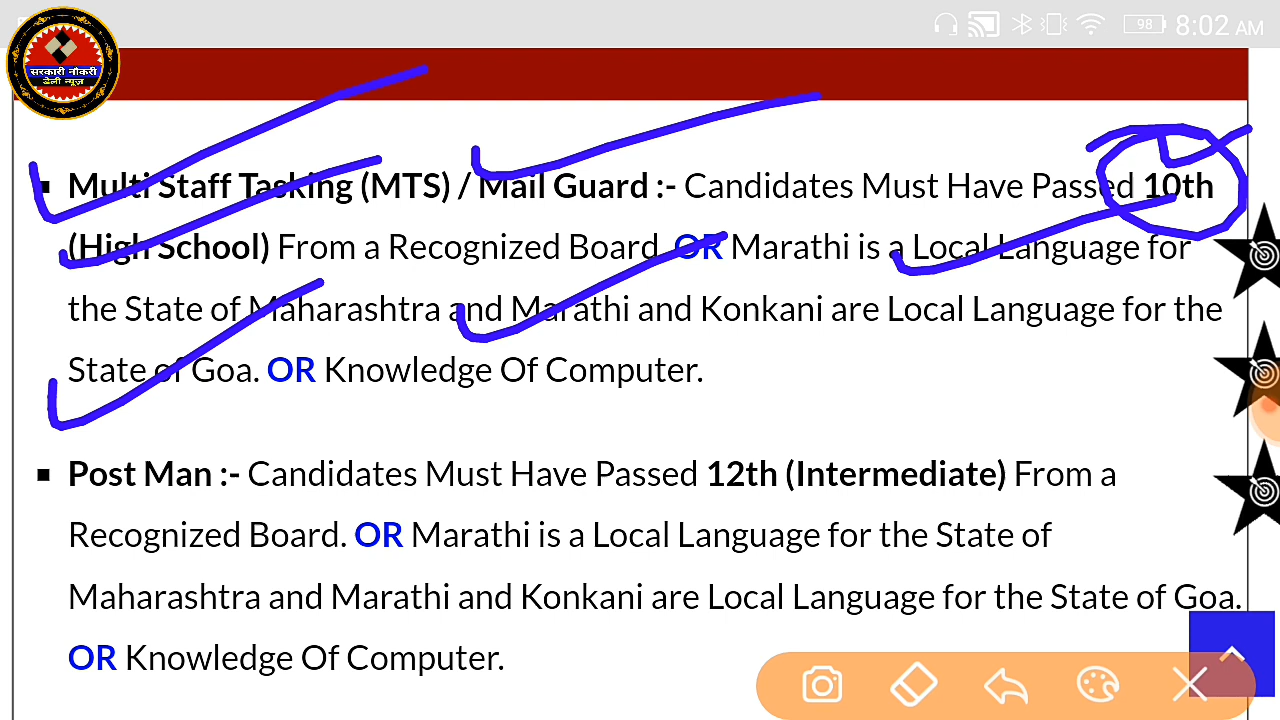 98 8:02 AM
सरकारी नौकरी
डेली न्यूज़
Multi Staff Tasking (MTS) / Mail Guard :- Candidates Must Have Passed 10th
(High School) From a Recognized Board. OR Marathi is a Local Language for
the State of Maharashtra and Marathi and Konkani are Local Language for the
State of Goa. OR Knowledge Of Computer.
Post Man :- Candidates Must Have Passed 12th (Intermediate) From a
Recognized Board. OR Marathi is a Local Language for the State of
Maharashtra and Marathi and Konkani are Local Language for the State of Goa.
OR Knowledge Of Computer.